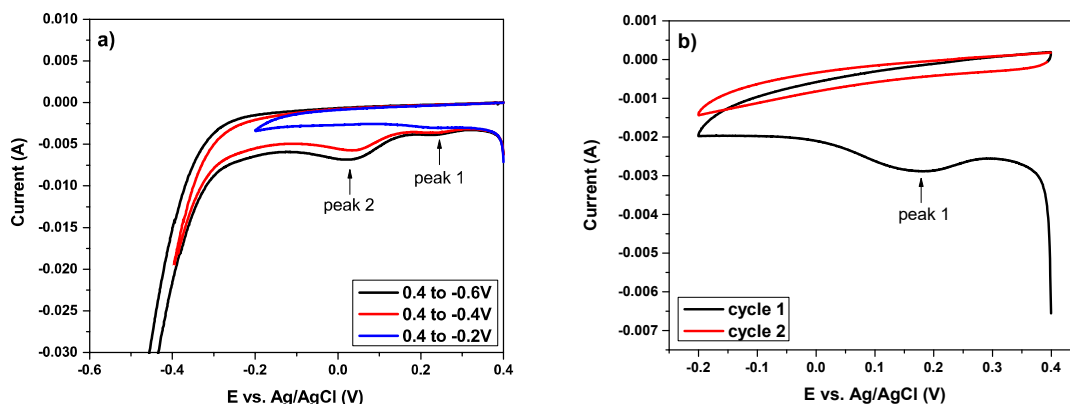 a)
0.010
0.005
0.000
-0.005
-0.010
-0.015
-0.020
-0.025
-0.030
Current (A)
peak 1
peak 2
0.4 to -0.6V
0.4 to -0.4V
0.4 to -0.2V
-0.6
-0.4
-0.2
0.0
0.2
0.4
E vs. Ag/AgCl (V)
b)
0.000
-0.001
-0.002
-0.003
-0.004
-0.005
-0.006
-0.007
Current (A)
peak 1
cycle 1
cycle 2
-0.2
-0.1
0.0
0.1
0.2
0.3
0.4
E vs. Ag/AgCl (V)